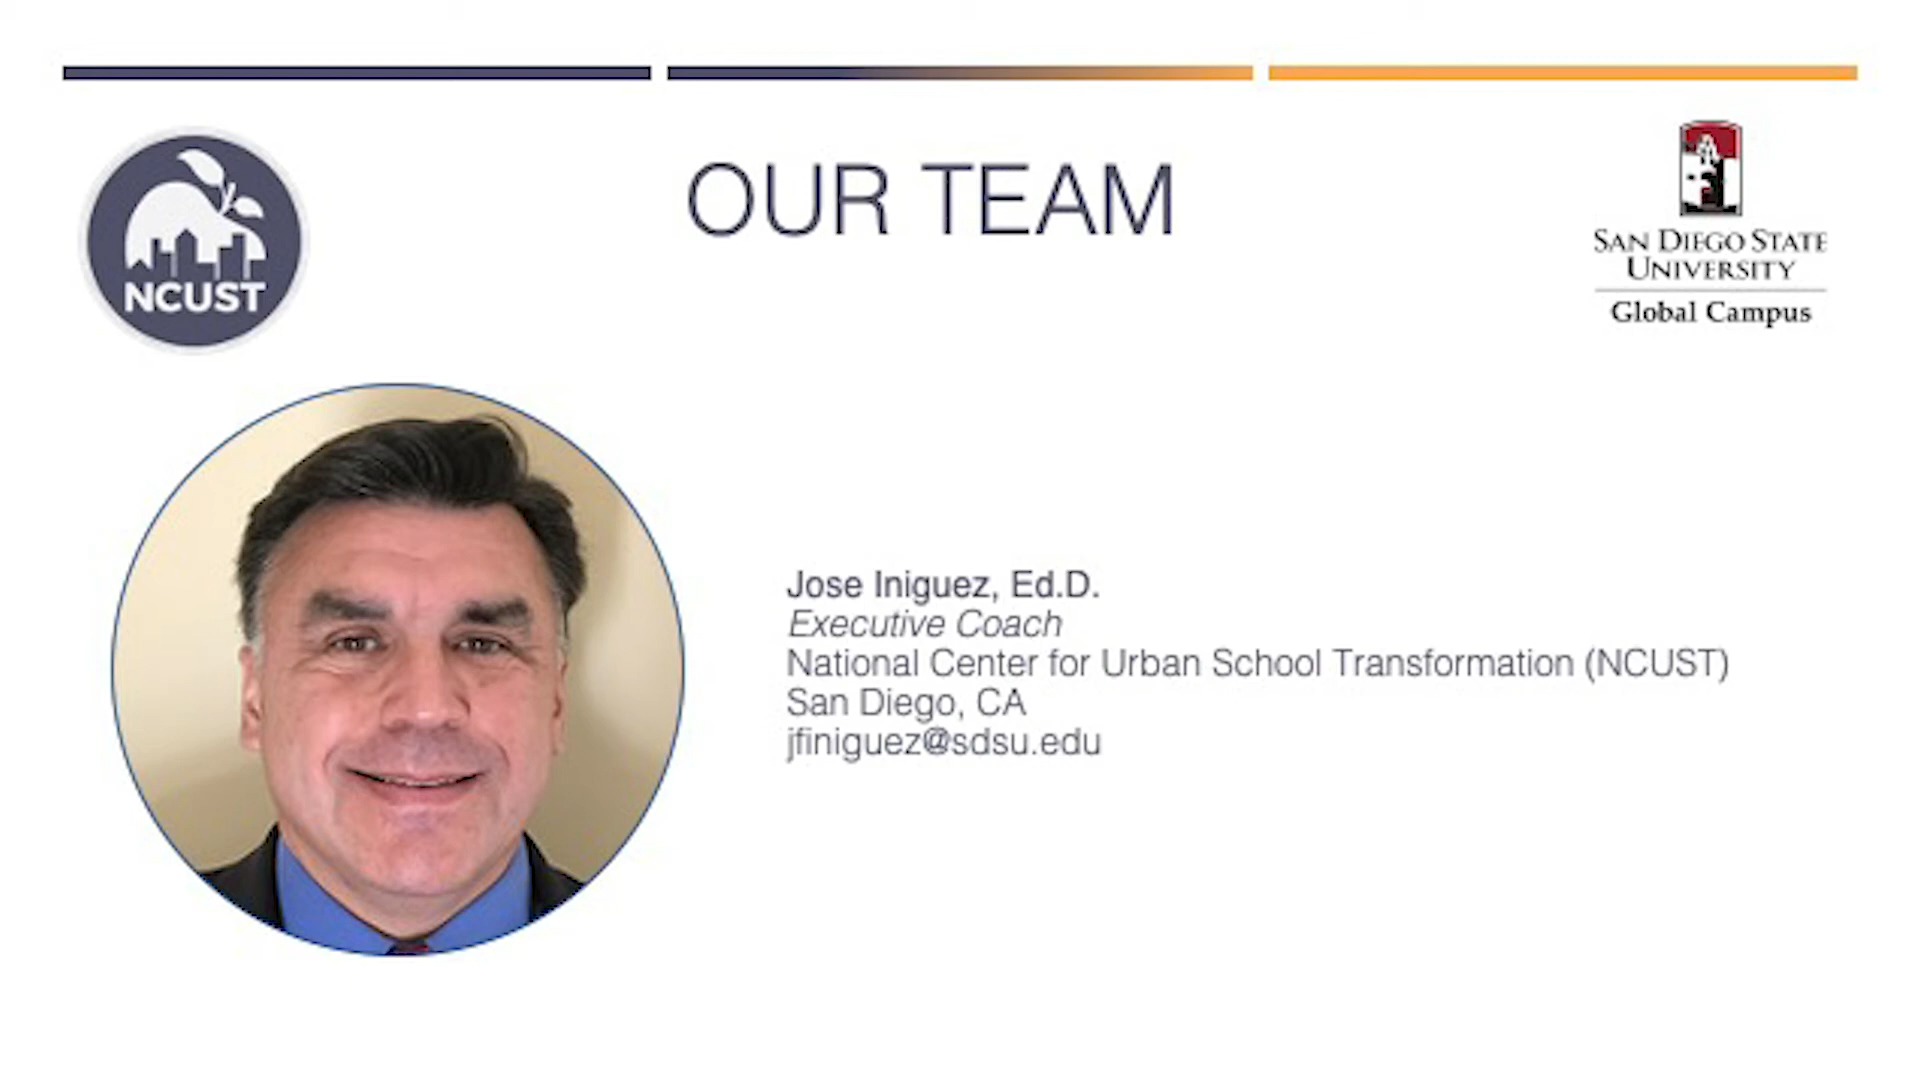 OUR TEAM
NCUST
SAN DIEGO STATE
UNIVERSITY
Global Campus
Jose Iniguez, Ed.D.
Executive Coach
National Center for Urban School Transformation (NCUST)
San Diego, CA
jfiniguez@sdsu.edu